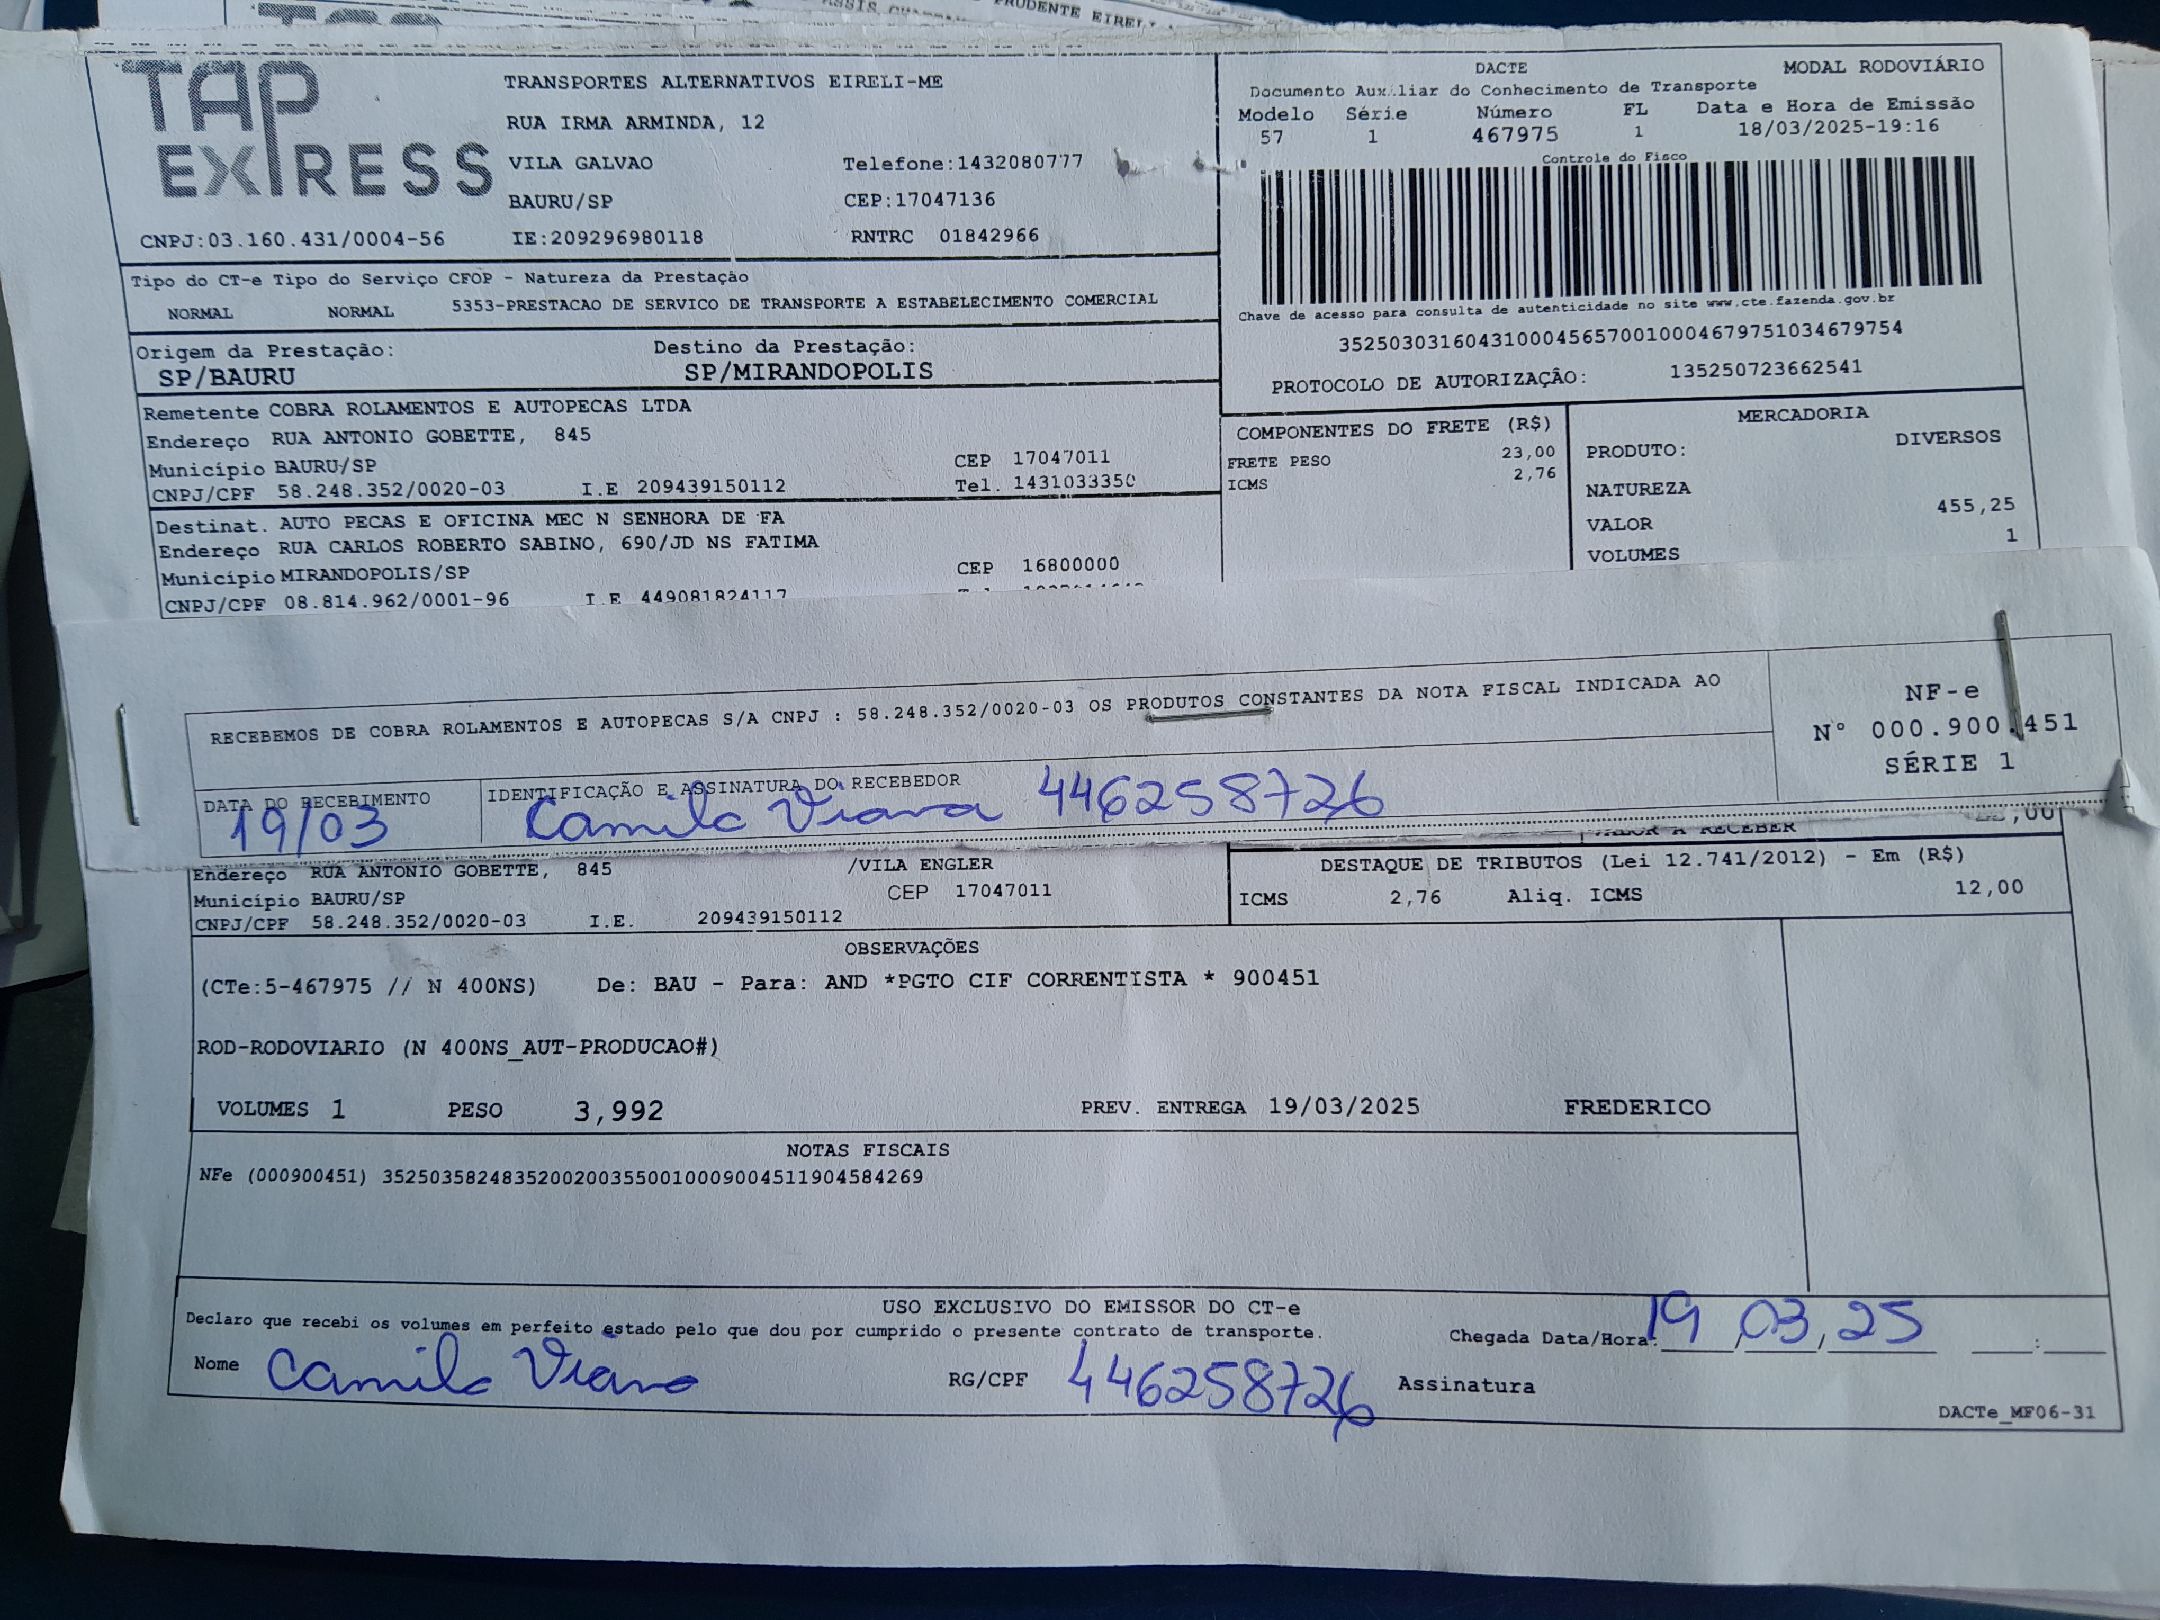 TAP
EXPRESS
TRANSPORTES ALTERNATIVOS EIRELI-ME
RUA IRMA ARMINDA, 12
VILA GALVAO Telefone:1432080777
BAURU/SP CEP:17047136
CNPJ:03.160.431/0004-56 IE:209296980118 RNTRC 01842966
DACTE MODAL RODOVIÁRIO
Documento Auxiliar do Conhecimento de Transporte
Modelo Série Número FL Data e Hora de Emissão
57 1 467975 1 18/03/2025-19:16
Controle do Fisco
Chave de acesso para consulta de autenticidade no site www.cte.fazenda.gov.br
35250303160431000456570010004679751034679754
PROTOCOLO DE AUTORIZAÇÂO: 135250723662541
Tipo do CT-e Tipo do Serviço CFOP - Natureza da Prestação
NORMAL NORMAL 5353-PRESTACAO DE SERVICO DE TRANSPORTE A ESTABELECIMENTO COMERCIAL
Origem da Prestação: Destino da Prestação:
SP/BAURU SP/MIRANDOPOLIS
Remetente COBRA ROLAMENTOS E AUTOPECAS LTDA
Endereço RUA ANTONIO GOBETTE, 845
Município BAURU/SP CEP 17047011
CNPJ/CPF 58.248.352/0020-03 I.E 209439150112 Tel. 1431033350
Destinat. AUTO PECAS E OFICINA MEC N SENHORA DE FA
Endereço RUA CARLOS ROBERTO SABINO, 690/JD NS FATIMA
Município MIRANDOPOLIS/SP CEP 16800000
CNPJ/CPF 08.814.962/0001-96 I.E 449081824117
COMPONENTES DO FRETE (R$)
FRETE PESO 23,00
ICMS 2,76
MERCADORIA
PRODUTO: DIVERSOS
NATUREZA
VALOR 455,25
VOLUMES 1
RECEBEMOS DE COBRA ROLAMENTOS E AUTOPECAS S/A CNPJ : 58.248.352/0020-03 OS PRODUTOS CONSTANTES DA NOTA FISCAL INDICADA AO
NF-e
N° 000.900.451
SÉRIE 1
DATA DO RECEBIMENTO IDENTIFICAÇÃO E ASSINATURA DO RECEBEDOR
19/03 Camila Viana 446258726
VALOR A RECEBER
Endereço RUA ANTONIO GOBETTE, 845 /VILA ENGLER
Município BAURU/SP CEP 17047011
CNPJ/CPF 58.248.352/0020-03 I.E. 209439150112
DESTAQUE DE TRIBUTOS (Lei 12.741/2012) - Em (R$)
ICMS 2,76 Aliq. ICMS 12,00
OBSERVAÇÕES
(CTe:5-467975 // N 400NS) De: BAU - Para: AND *PGTO CIF CORRENTISTA * 900451
ROD-RODOVIARIO (N 400NS_AUT-PRODUCAO#)
VOLUMES 1 PESO 3,992 PREV. ENTREGA 19/03/2025 FREDERICO
NOTAS FISCAIS
NFe (000900451) 35250358248352002003550010009004511904584269
USO EXCLUSIVO DO EMISSOR DO CT-e
Declaro que recebi os volumes em perfeito estado pelo que dou por cumprido o presente contrato de transporte. Chegada Data/Hora: 19/03/25 :
Nome Camila Viana RG/CPF 446258726 Assinatura
DACTe_MF06-31